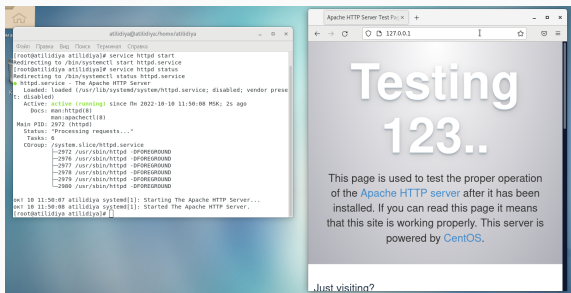 atilidiya@atilidiya:/home/atilidiya
Файл Правка Вид Поиск Терминал Справка
[root@atilidiya atilidiya]# service httpd start
Redirecting to /bin/systemctl start httpd.service
[root@atilidiya atilidiya]# service httpd status
Redirecting to /bin/systemctl status httpd.service
● httpd.service - The Apache HTTP Server
Loaded: loaded (/usr/lib/systemd/system/httpd.service; disabled; vendor prese
t: disabled)
Active: active (running) since Пн 2022-10-10 11:50:08 MSK; 2s ago
Docs: man:httpd(8)
man:apachectl(8)
Main PID: 2972 (httpd)
Status: "Processing requests..."
Tasks: 6
CGroup: /system.slice/httpd.service
├─2972 /usr/sbin/httpd -DFOREGROUND
├─2976 /usr/sbin/httpd -DFOREGROUND
├─2977 /usr/sbin/httpd -DFOREGROUND
├─2978 /usr/sbin/httpd -DFOREGROUND
├─2979 /usr/sbin/httpd -DFOREGROUND
└─2980 /usr/sbin/httpd -DFOREGROUND
окт 10 11:50:07 atilidiya systemd[1]: Starting The Apache HTTP Server...
окт 10 11:50:08 atilidiya systemd[1]: Started The Apache HTTP Server.
[root@atilidiya atilidiya]#
Apache HTTP Server Test Pag
127.0.0.1
Testing
123..
This page is used to test the proper operation
of the Apache HTTP server after it has been
installed. If you can read this page it means
that this site is working properly. This server is
powered by CentOS.
Just visiting?